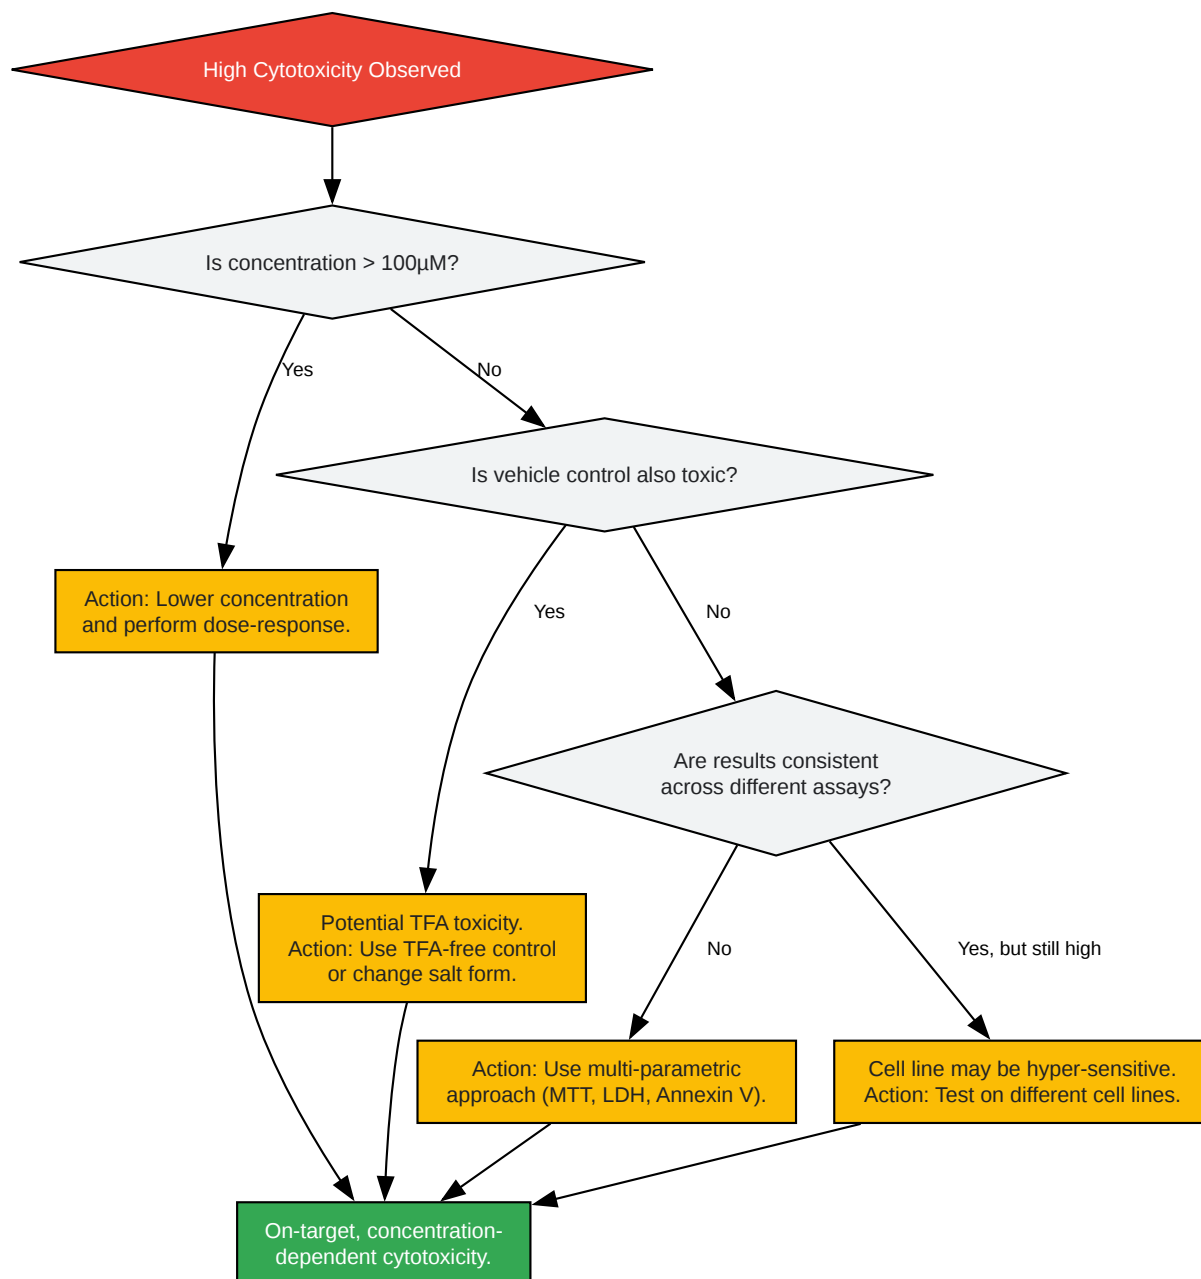 High Cytotoxicity Observed
Is concentration > 100µM?
Yes
No
Is vehicle control also toxic?
Action: Lower concentration
and perform dose-response.
Yes
No
Are results consistent
across different assays?
Potential TFA toxicity.
Action: Use TFA-free control
or change salt form.
No
Yes, but still high
Action: Use multi-parametric
approach (MTT, LDH, Annexin V).
Cell line may be hyper-sensitive.
Action: Test on different cell lines.
On-target, concentration-
dependent cytotoxicity.